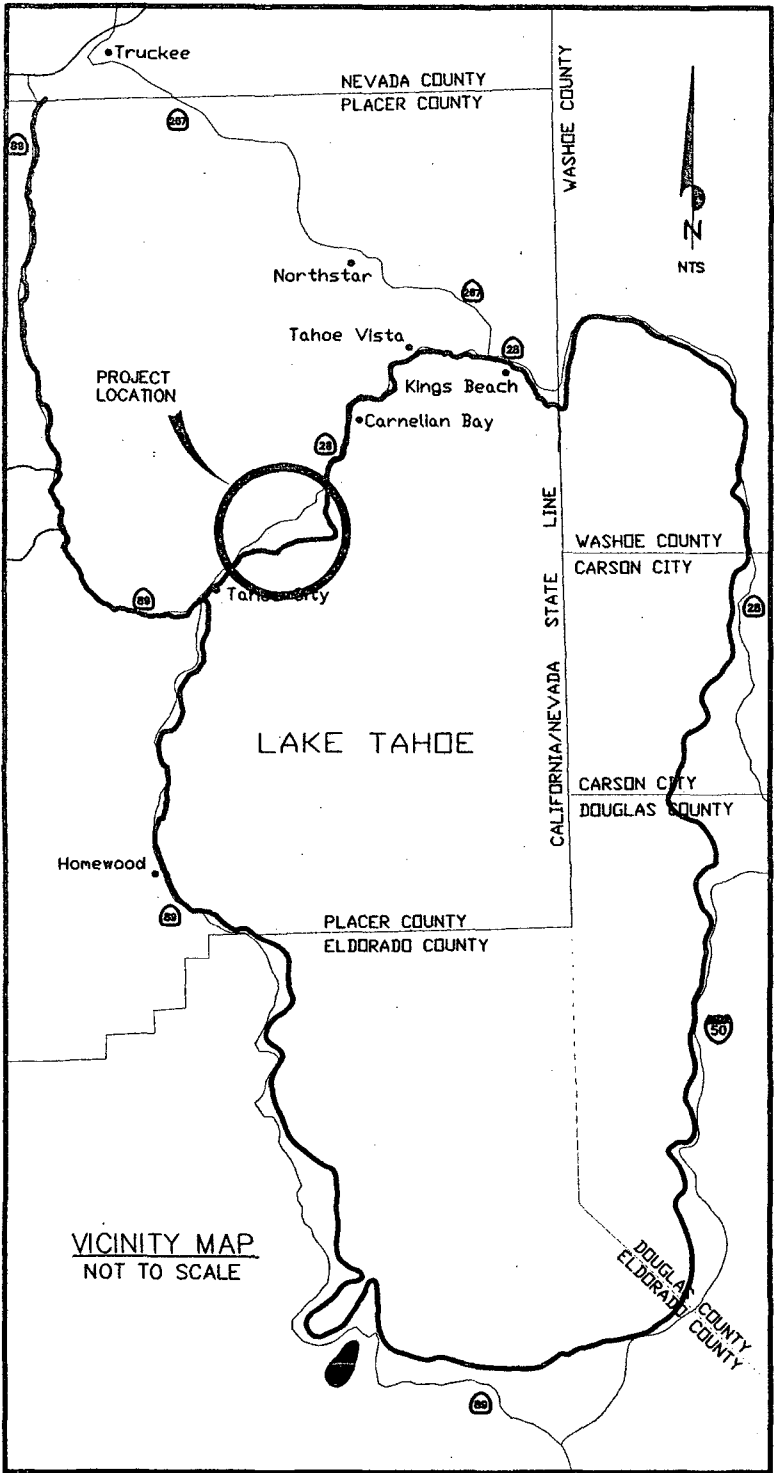 Truckee
NEVADA COUNTY
PLACER COUNTY
WASHOE COUNTY
267
89
N
NTS
Northstar
267
Tahoe Vista
28
Kings Beach
PROJECT
LOCATION
Carnelian Bay
28
CALIFORNIA/NEVADA STATE LINE
WASHOE COUNTY
CARSON CITY
89
Tahoe City
28
LAKE TAHOE
CARSON CITY
DOUGLAS COUNTY
Homewood
89
PLACER COUNTY
ELDORADO COUNTY
50
VICINITY MAP
NOT TO SCALE
DOUGLAS COUNTY
ELDORADO COUNTY
89